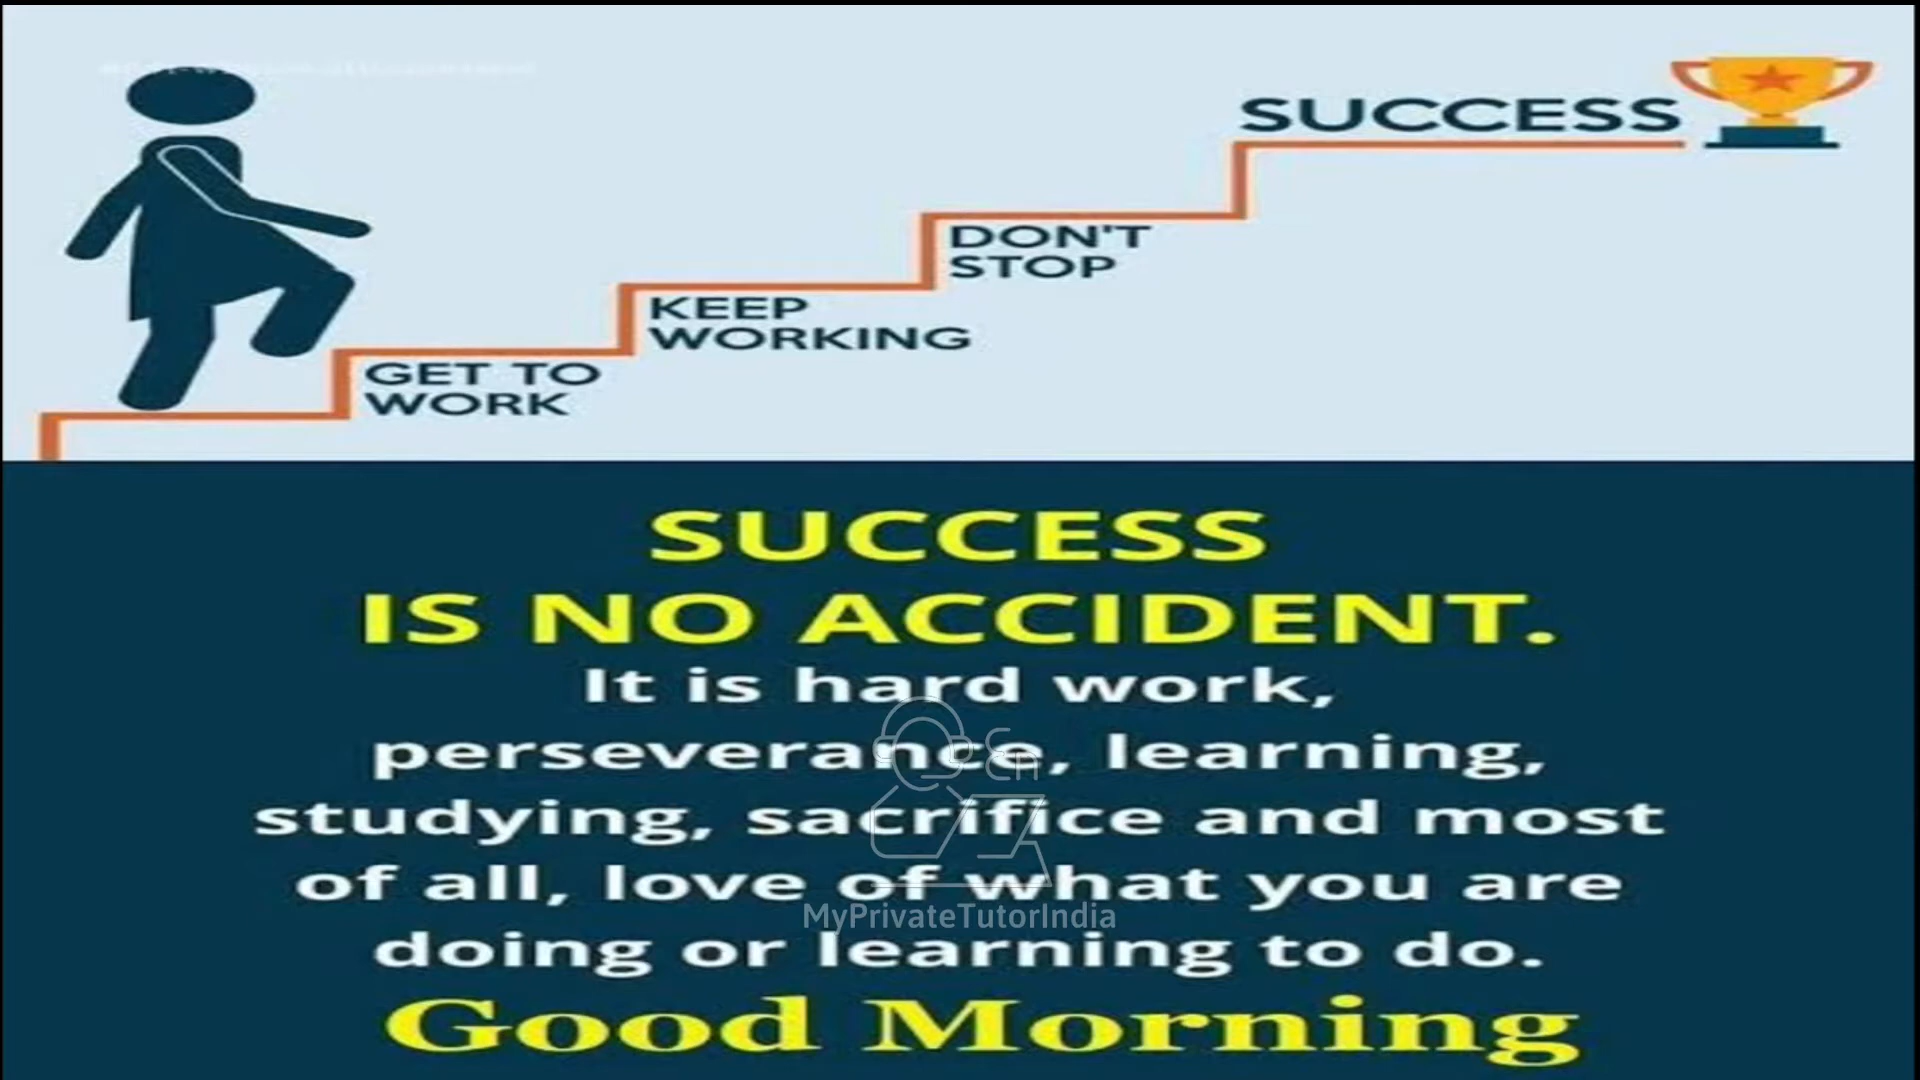 SUCCESS
DON'T
STOP
KEEP
WORKING
GET TO
WORK
SUCCESS
IS NO ACCIDENT.
It is hard work,
perseverance, learning,
studying, sacrifice and most
of all, love of what you are
MyPrivateTutorIndia
doing or learning to do.
Good Morning